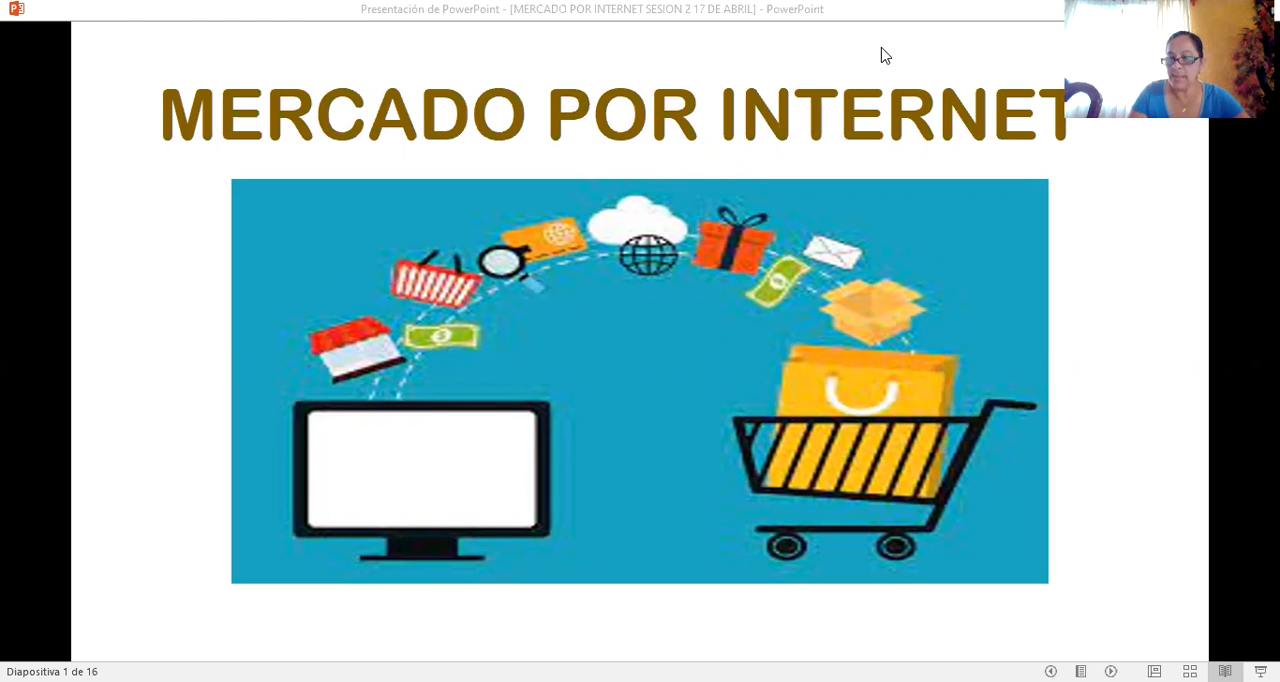 Presentación de PowerPoint - [MERCADO POR INTERNET SESION 2 17 DE ABRIL] - PowerPoint
MERCADO POR INTERNET
Diapositiva 1 de 16